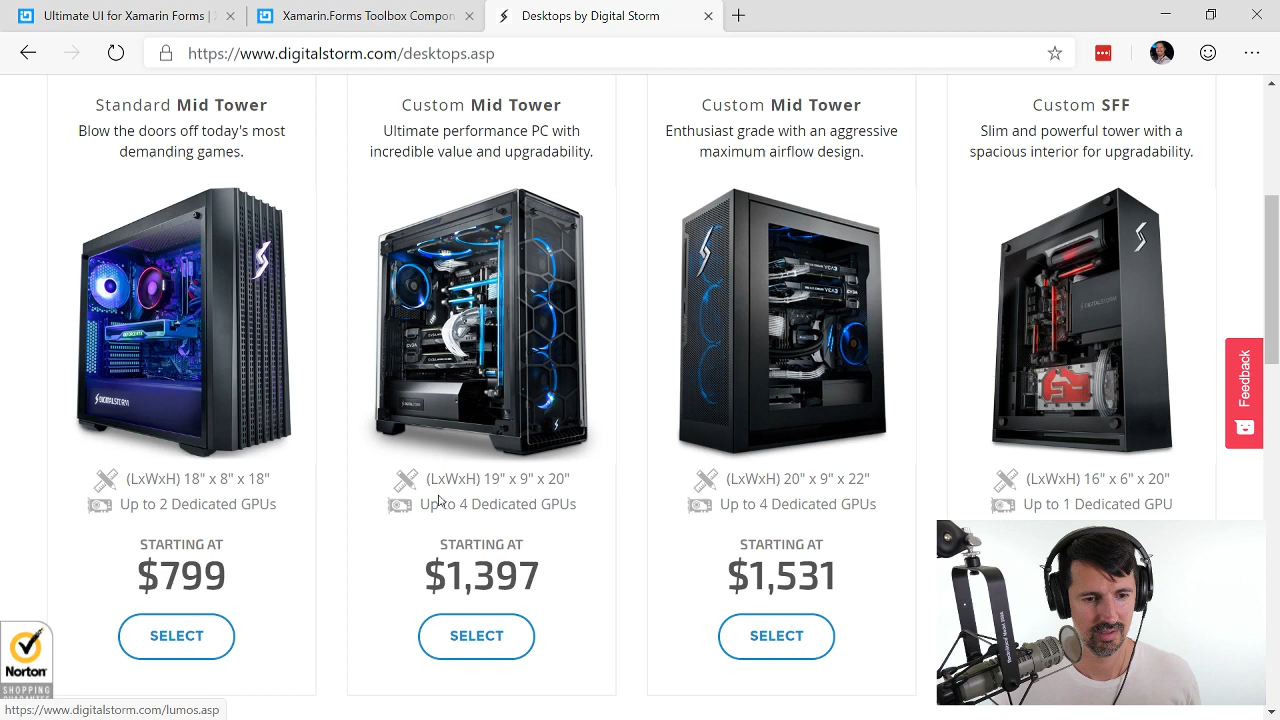 Ultimate UI for Xamarin Forms |
Xamarin.Forms Toolbox Compon
Desktops by Digital Storm
https://www.digitalstorm.com/desktops.asp
Standard Mid Tower
Blow the doors off today's most
demanding games.
(LxWxH) 18" x 8" x 18"
Up to 2 Dedicated GPUs
STARTING AT
$799
SELECT
Custom Mid Tower
Ultimate performance PC with
incredible value and upgradability.
(LxWxH) 19" x 9" x 20"
Up to 4 Dedicated GPUs
STARTING AT
$1,397
SELECT
Custom Mid Tower
Enthusiast grade with an aggressive
maximum airflow design.
(LxWxH) 20" x 9" x 22"
Up to 4 Dedicated GPUs
STARTING AT
$1,531
SELECT
Custom SFF
Slim and powerful tower with a
spacious interior for upgradability.
(LxWxH) 16" x 6" x 20"
Up to 1 Dedicated GPU
Feedback
Norton
SHOPPING
https://www.digitalstorm.com/lumos.asp